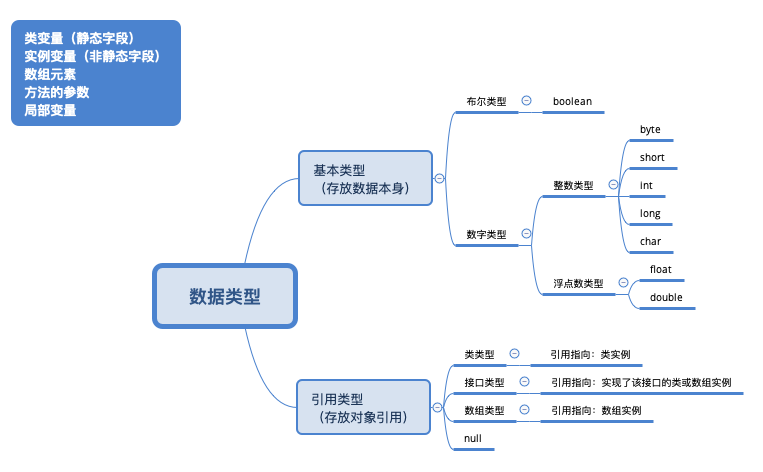 类变量（静态字段）
实例变量（非静态字段）
数组元素
方法的参数
局部变量
数据类型
基本类型
（存放数据本身）
布尔类型
boolean
数字类型
整数类型
byte
short
int
long
char
浮点数类型
float
double
引用类型
（存放对象引用）
类类型
引用指向：类实例
接口类型
引用指向：实现了该接口的类或数组实例
数组类型
引用指向：数组实例
null